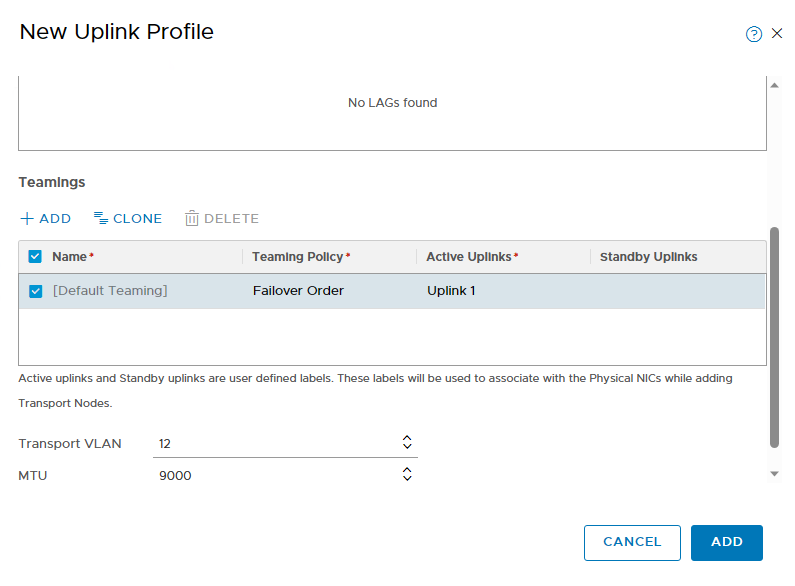 New Uplink Profile
No LAGs found
Teamings
ADD CLONE DELETE
Name* Teaming Policy* Active Uplinks* Standby Uplinks
[Default Teaming] Failover Order Uplink 1
Active uplinks and Standby uplinks are user defined labels. These labels will be used to associate with the Physical NICs while adding
Transport Nodes.
Transport VLAN 12
MTU 9000
CANCEL ADD